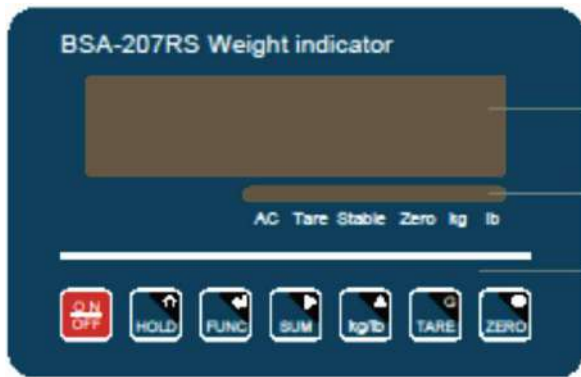 BSA-207RS Weight indicator
AC Tare Stable Zero kg lb
ON OFF HOLD FUNC SUM kg/lb TARE G ZERO